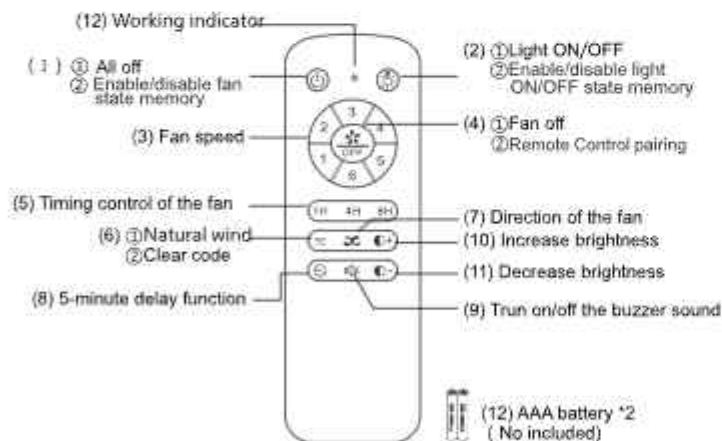 (12) Working indicator
(1) ① All off
② Enable/disable fan
state memory
(2) ①Light ON/OFF
②Enable/disable light
ON/OFF state memory
(3) Fan speed
1 2 3 4 5 6
OFF
(4) ①Fan off
②Remote Control pairing
(5) Timing control of the fan
1H 4H 8H
(6) ①Natural wind
②Clear code
(7) Direction of the fan
(10) Increase brightness
(11) Decrease brightness
(8) 5-minute delay function
(9) Trun on/off the buzzer sound
(12) AAA battery *2
( No included)